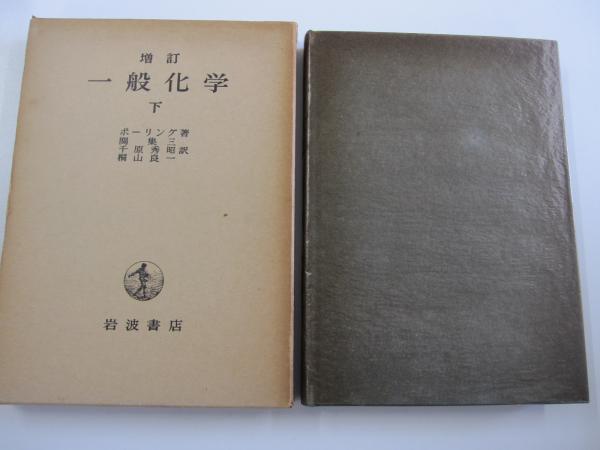 増訂
一般化学
下
ポーリング著
関集三
千原秀昭訳
桐山良一
岩波書店